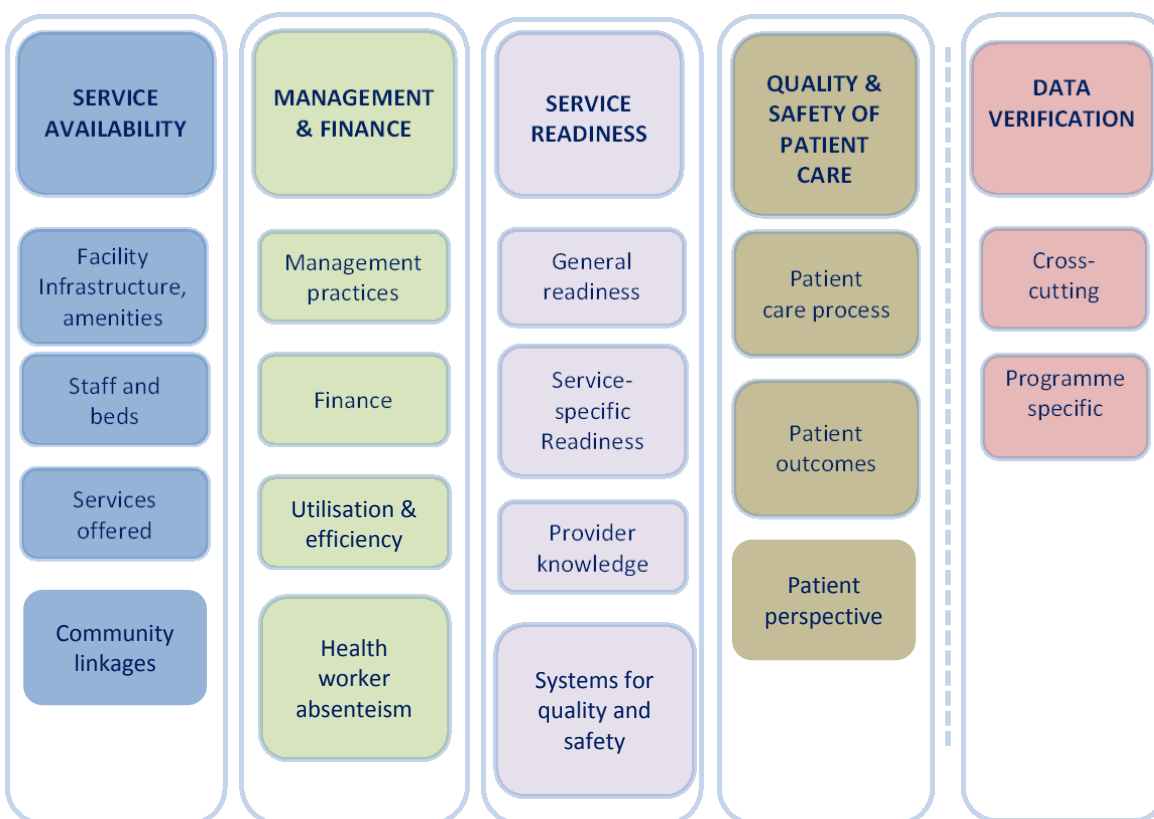 SERVICE
AVAILABILITY
Facility
Infrastructure,
amenities
Staff and
beds
Services
offered
Community
linkages
MANAGEMENT
& FINANCE
Management
practices
Finance
Utilisation &
efficiency
Health
worker
absenteism
SERVICE
READINESS
General
readiness
Service-
specific
Readiness
Provider
knowledge
Systems for
quality and
safety
QUALITY &
SAFETY OF
PATIENT
CARE
Patient
care process
Patient
outcomes
Patient
perspective
DATA
VERIFICATION
Cross-
cutting
Programme
specific